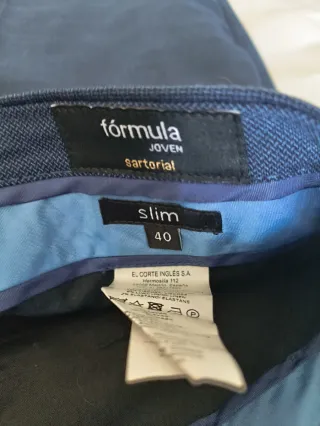 fórmula
JOVEN
sartorial
slim
40
EL CORTE INGLÉS S.A.
Hermosilla 112